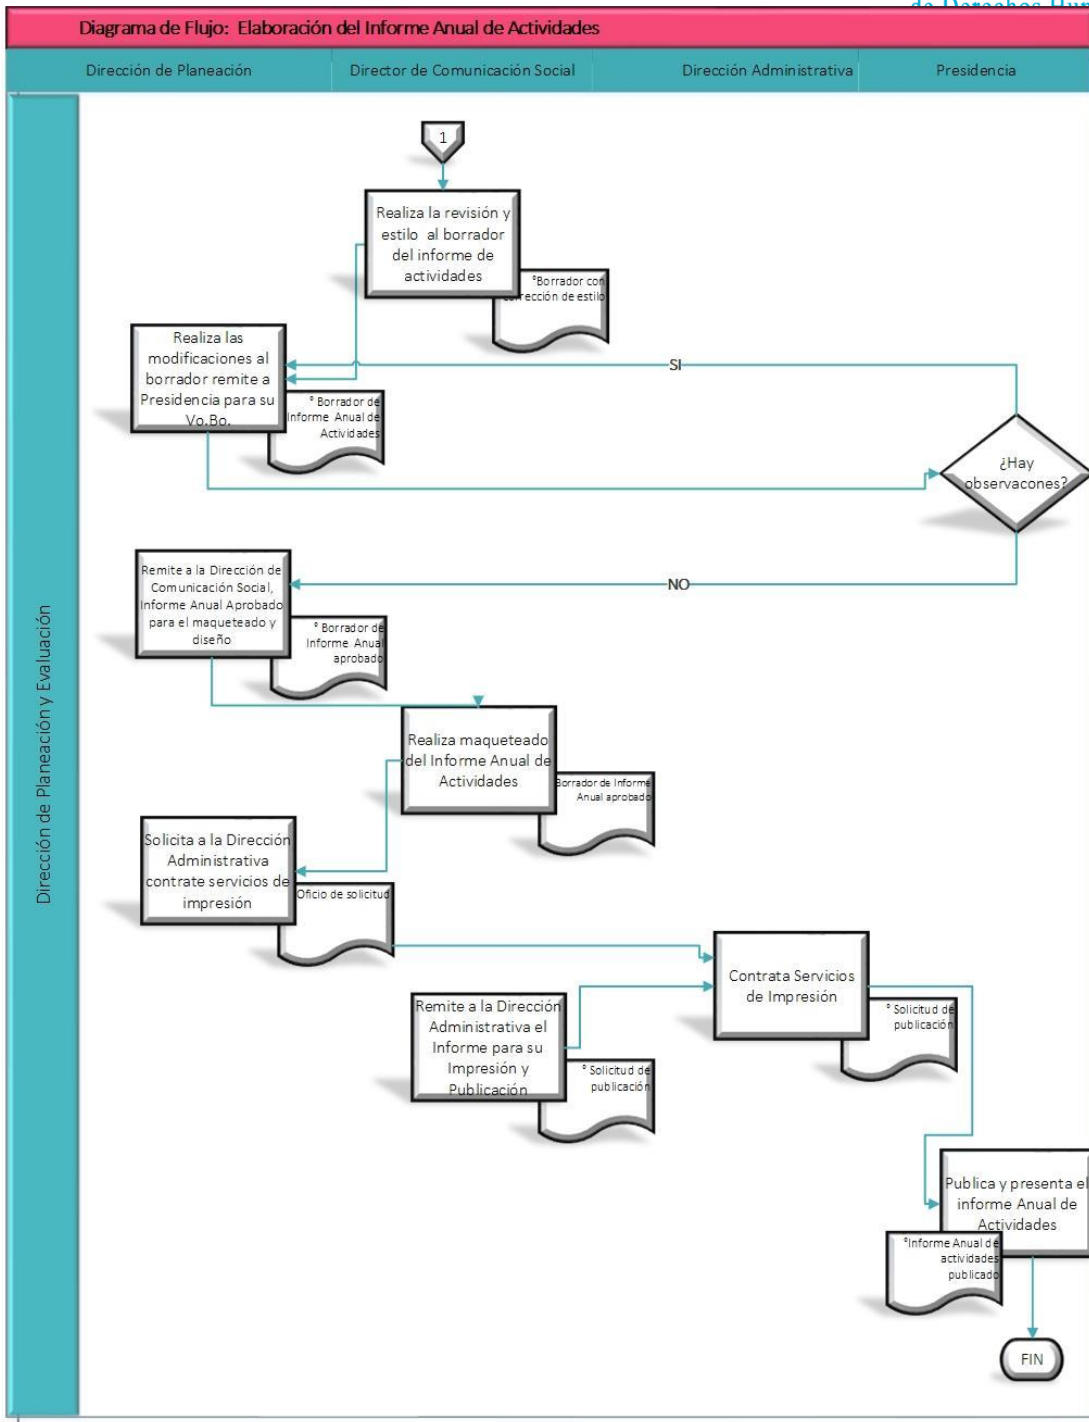 de Derechos Hum
Diagrama de Flujo: Elaboración del Informe Anual de Actividades
Dirección de Planeación
Director de Comunicación Social
Dirección Administrativa
Presidencia
Dirección de Planeación y Evaluación
1
Realiza la revisión y
estilo al borrador
del informe de
actividades
°Borrador con
corrección de estilo
Realiza las
modificaciones al
borrador remite a
Presidencia para su
Vo.Bo.
° Borrador de
Informe Anual de
Actividades
SI
¿Hay
observacones?
NO
Remite a la Dirección de
Comunicación Social,
Informe Anual Aprobado
para el maqueteado y
diseño
° Borrador de
Informe Anual
aprobado
Realiza maqueteado
del Informe Anual de
Actividades
Borrador de Informe
Anual aprobado
Solicita a la Dirección
Administrativa
contrate servicios de
impresión
Oficio de solicitud
Contrata Servicios
de Impresión
° Solicitud de
publicación
Remite a la Dirección
Administrativa el
Informe para su
Impresión y
Publicación
° Solicitud de
publicación
Publica y presenta el
informe Anual de
Actividades
°Informe Anual de
actividades
publicado
FIN